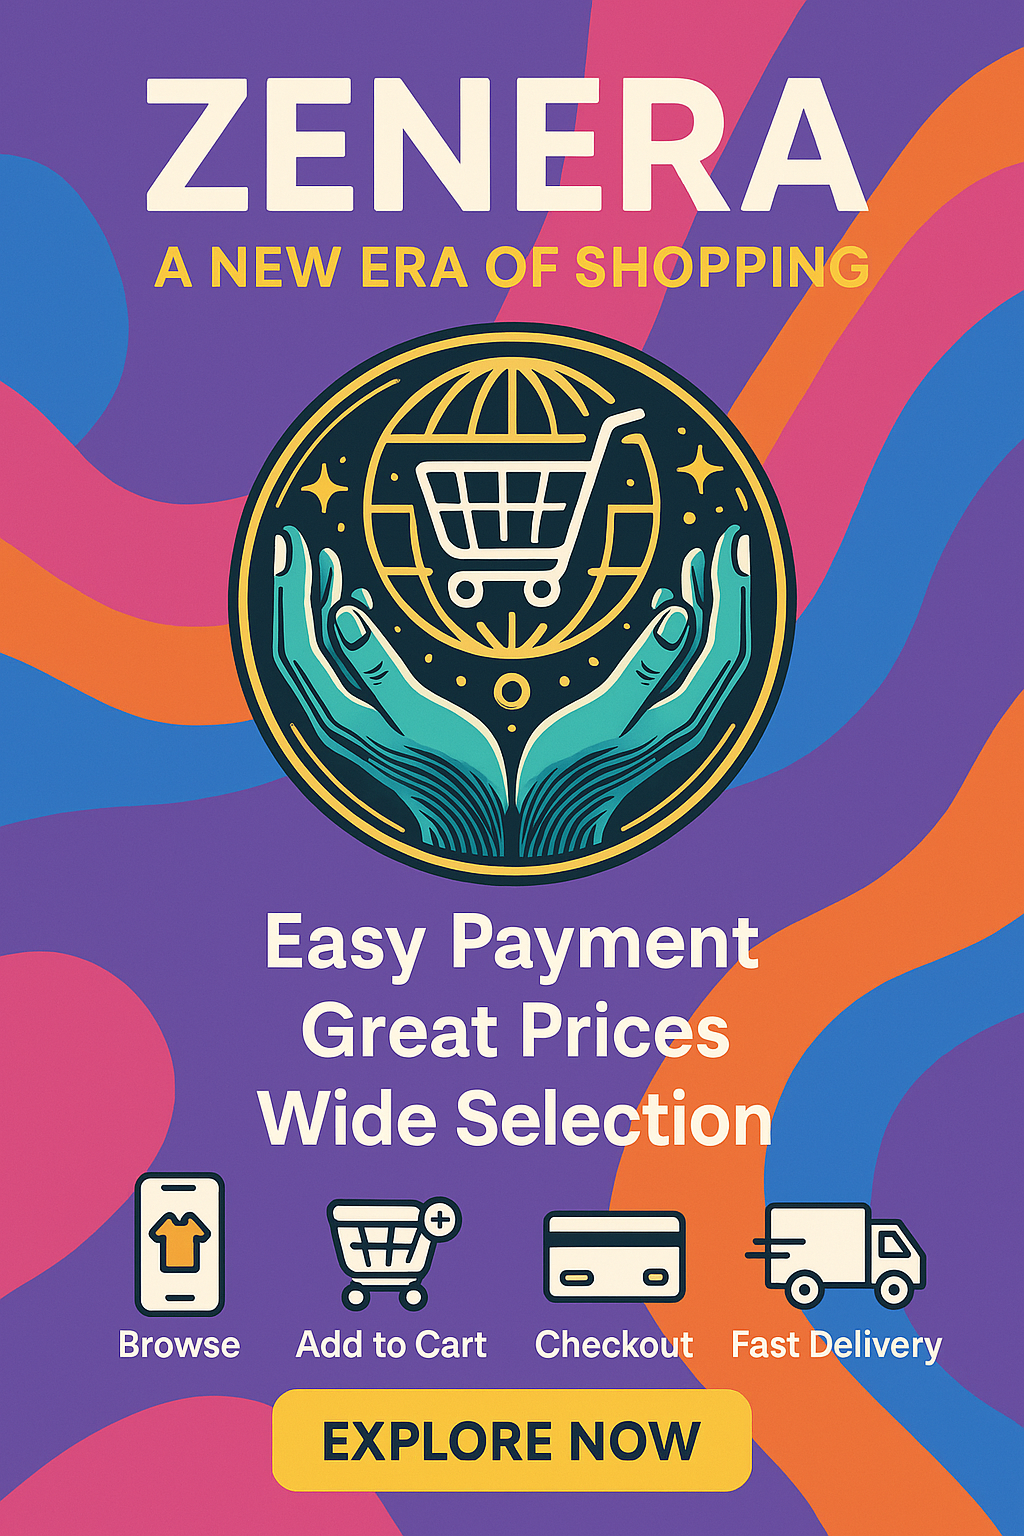 ZENERA
A NEW ERA OF SHOPPING
Easy Payment
Great Prices
Wide Selection
Browse
Add to Cart
Checkout
Fast Delivery
EXPLORE NOW